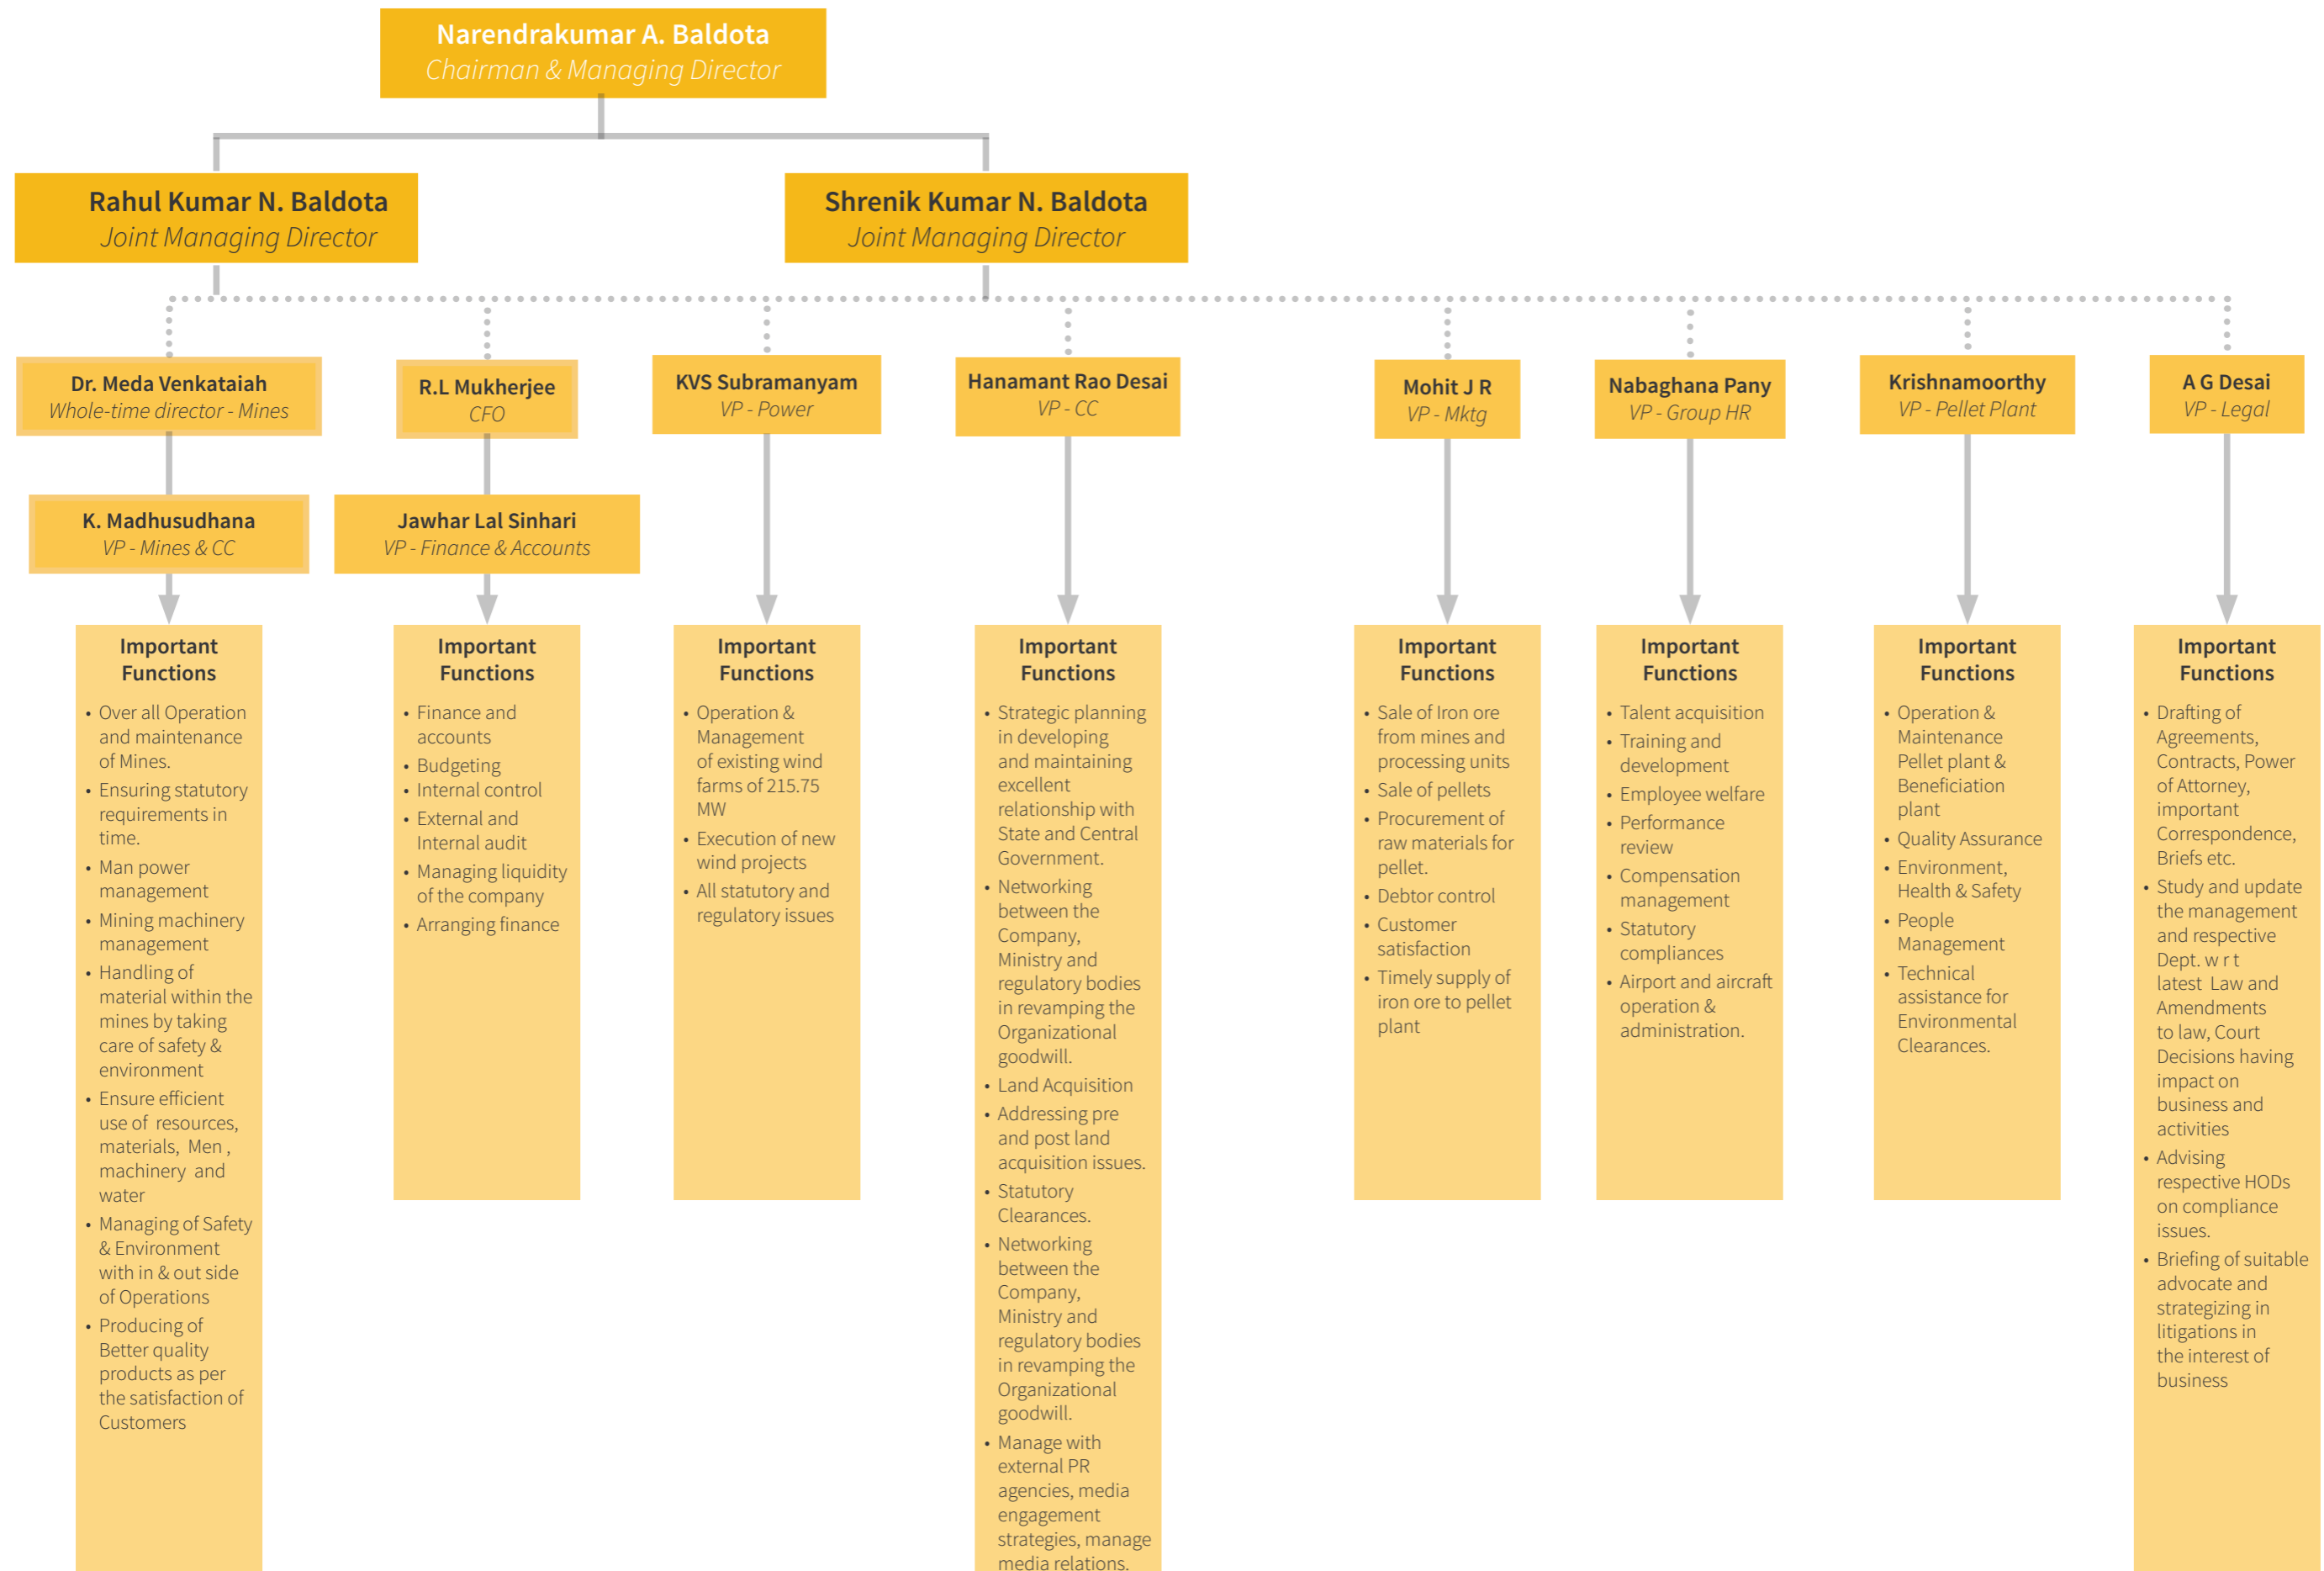 Narendrakumar A. Baldota
Chairman & Managing Director
Rahul Kumar N. Baldota
Joint Managing Director
Shrenik Kumar N. Baldota
Joint Managing Director
Dr. Meda Venkataiah
Whole-time director - Mines
R.L Mukherjee
CFO
KVS Subramanyam
VP - Power
Hanamant Rao Desai
VP - CC
Mohit J R
VP - Mktg
Nabaghana Pany
VP - Group HR
Krishnamoorthy
VP - Pellet Plant
A G Desai
VP - Legal
K. Madhusudhana
VP - Mines & CC
Jawhar Lal Sinhari
VP - Finance & Accounts
Important
Functions
• Over all Operation
and maintenance
of Mines.
• Ensuring statutory
requirements in
time.
• Man power
management
• Mining machinery
management
• Handling of
material within the
mines by taking
care of safety &
environment
• Ensure efficient
use of resources,
materials, Men ,
machinery and
water
• Managing of Safety
& Environment
with in & out side
of Operations
• Producing of
Better quality
products as per
the satisfaction of
Customers
Important
Functions
• Finance and
accounts
• Budgeting
• Internal control
• External and
Internal audit
• Managing liquidity
of the company
• Arranging finance
Important
Functions
• Operation &
Management
of existing wind
farms of 215.75
MW
• Execution of new
wind projects
• All statutory and
regulatory issues
Important
Functions
• Strategic planning
in developing
and maintaining
excellent
relationship with
State and Central
Government.
• Networking
between the
Company,
Ministry and
regulatory bodies
in revamping the
Organizational
goodwill.
• Land Acquisition
• Addressing pre
and post land
acquisition issues.
• Statutory
Clearances.
• Networking
between the
Company,
Ministry and
regulatory bodies
in revamping the
Organizational
goodwill.
• Manage with
external PR
agencies, media
engagement
strategies, manage
media relations.
Important
Functions
• Sale of Iron ore
from mines and
processing units
• Sale of pellets
• Procurement of
raw materials for
pellet.
• Debtor control
• Customer
satisfaction
• Timely supply of
iron ore to pellet
plant
Important
Functions
• Talent acquisition
• Training and
development
• Employee welfare
• Performance
review
• Compensation
management
• Statutory
compliances
• Airport and aircraft
operation &
administration.
Important
Functions
• Operation &
Maintenance
Pellet plant &
Beneficiation
plant
• Quality Assurance
• Environment,
Health & Safety
• People
Management
• Technical
assistance for
Environmental
Clearances.
Important
Functions
• Drafting of
Agreements,
Contracts, Power
of Attorney,
important
Correspondence,
Briefs etc.
• Study and update
the management
and respective
Dept. w r t
latest Law and
Amendments
to law, Court
Decisions having
impact on
business and
activities
• Advising
respective HODs
on compliance
issues.
• Briefing of suitable
advocate and
strategizing in
litigations in
the interest of
business